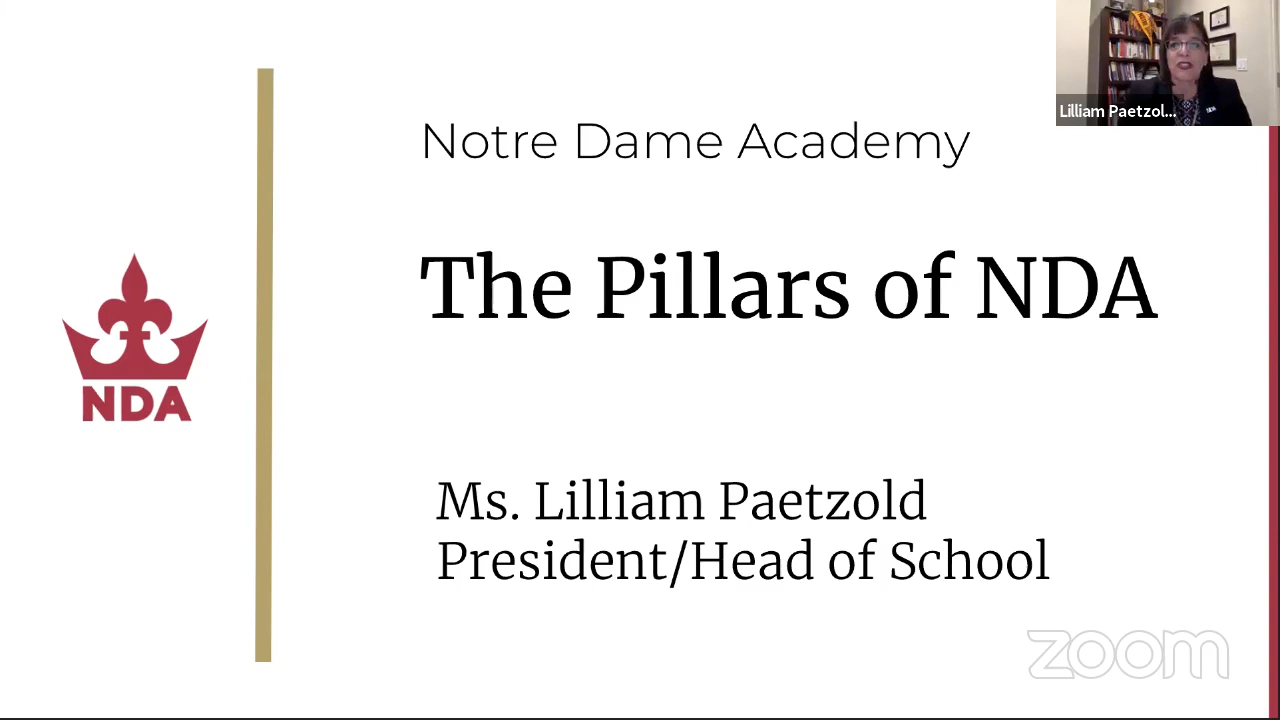 Lilliam Paetzol...
Notre Dame Academy
The Pillars of NDA
NDA
Ms. Lilliam Paetzold
President/Head of School
zoom